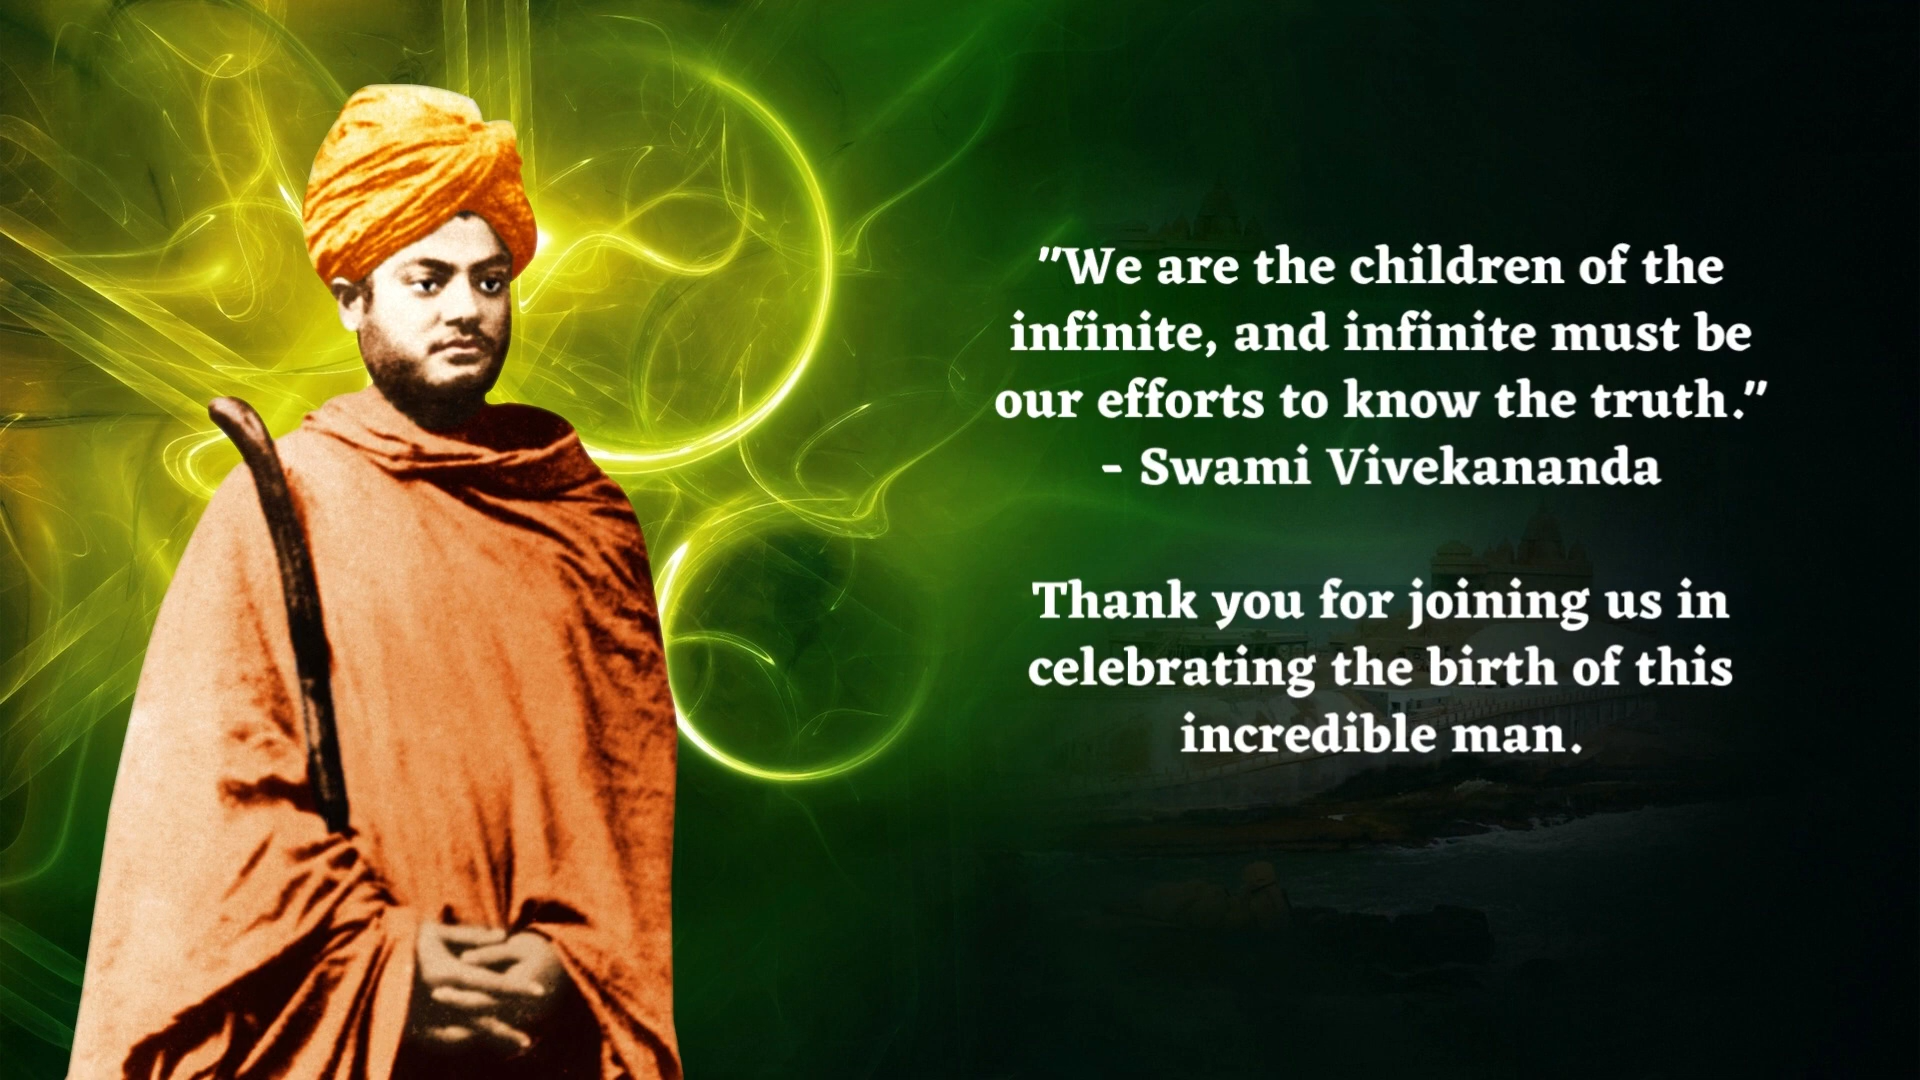 "We are the children of the
infinite, and infinite must be
our efforts to know the truth."
- Swami Vivekananda
Thank you for joining us in
celebrating the birth of this
incredible man.